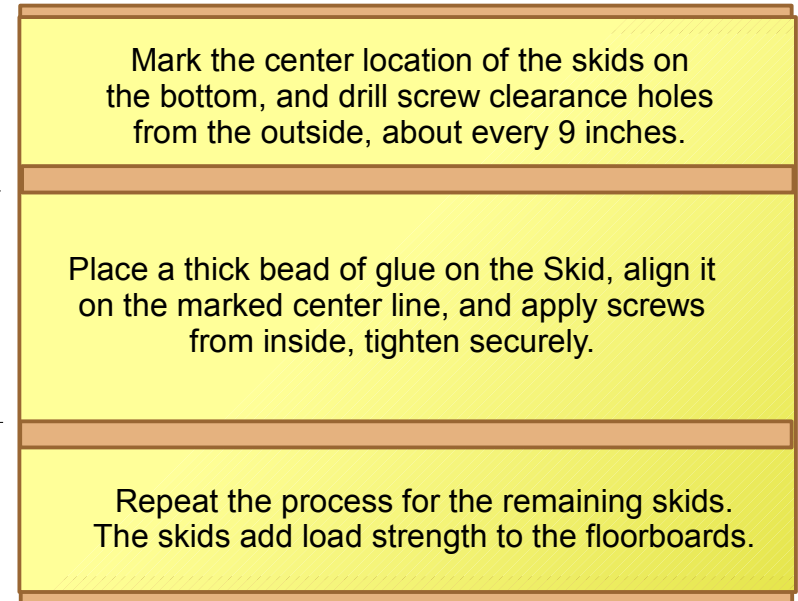 Mark the center location of the skids on
the bottom, and drill screw clearance holes
from the outside, about every 9 inches.
Place a thick bead of glue on the Skid, align it
on the marked center line, and apply screws
from inside, tighten securely.
Repeat the process for the remaining skids.
The skids add load strength to the floorboards.